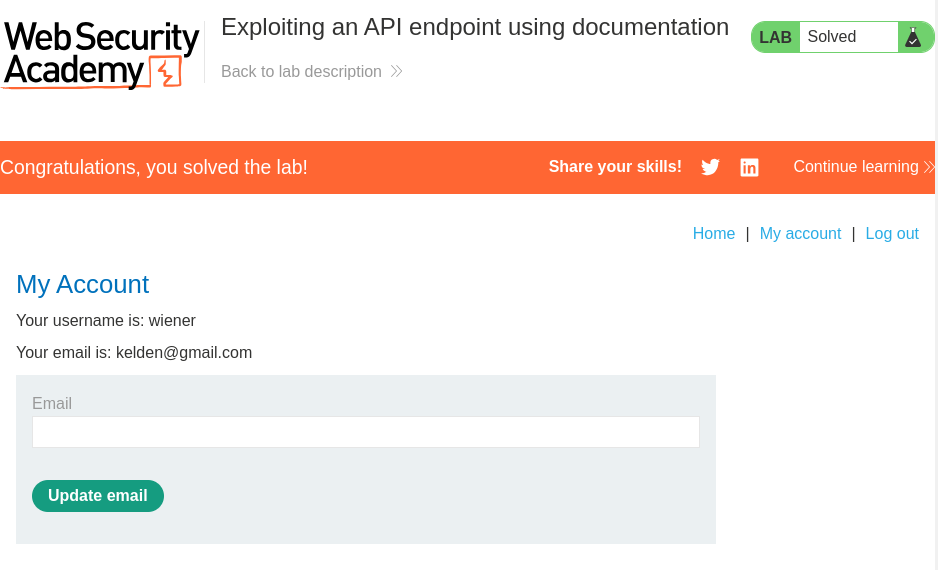 Web Security
Academy
Exploiting an API endpoint using documentation
Back to lab description
LAB Solved
Congratulations, you solved the lab!
Share your skills!
Continue learning
Home | My account | Log out
My Account
Your username is: wiener
Your email is: kelden@gmail.com
Email
Update email